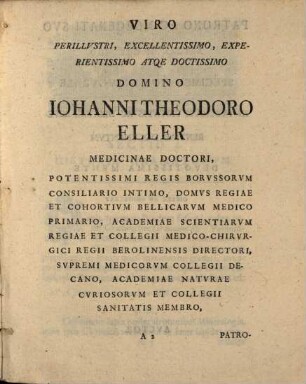 VIRO
PERILLVSTRI, EXCELLENTISSIMO, EXPE-
RIENTISSIMO ATQE DOCTISSIMO
DOMINO
IOHANNI THEODORO
ELLER
MEDICINAE DOCTORI,
POTENTISSIMI REGIS BORVSSORVM
CONSILIARIO INTIMO, DOMVS REGIAE
ET COHORTIVM BELLICARVM MEDICO
PRIMARIO, ACADEMIAE SCIENTIARVM
REGIAE ET COLLEGII MEDICO-CHIRVR-
GICI REGII BEROLINENSIS DIRECTORI,
SVPREMI MEDICORVM COLLEGII DE-
CANO, ACADEMIAE NATVRAE
CVRIOSORVM ET COLLEGII
SANITATIS MEMBRO,
A 2 PATRO-